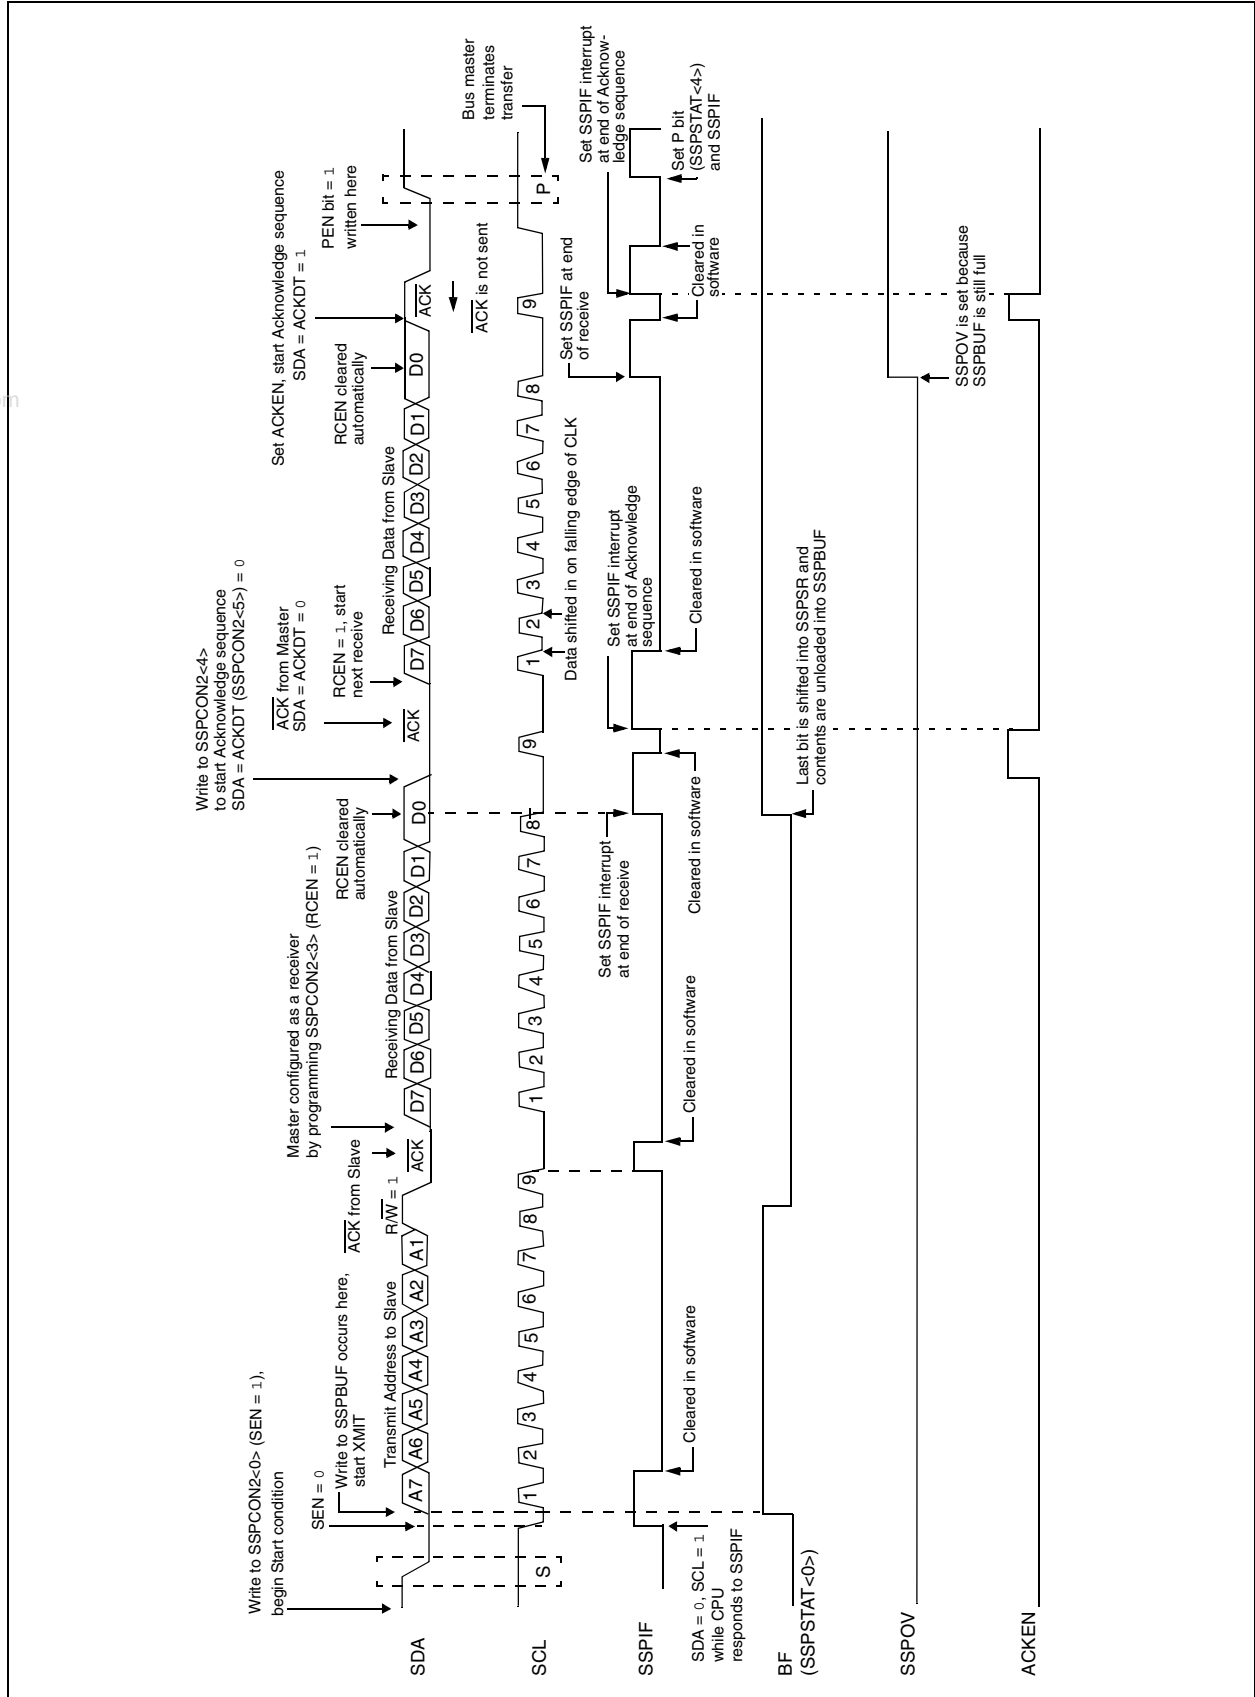 Write to SSPCON2<0> (SEN = 1),
begin Start condition
SEN = 0
Write to SSPBUF occurs here,
start XMIT
ACK from Slave
Master configured as a receiver
by programming SSPCON2<3> (RCEN = 1)
RCEN cleared
automatically
Write to SSPCON2<4>
to start Acknowledge sequence
SDA = ACKDT (SSPCON2<5>) = 0
ACK from Master
SDA = ACKDT = 0
RCEN = 1, start
next receive
RCEN cleared
automatically
Set ACKEN, start Acknowledge sequence
SDA = ACKDT = 1
PEN bit = 1
written here
Transmit Address to Slave
R/W = 1
Receiving Data from Slave
Receiving Data from Slave
SDA
A7 A6 A5 A4 A3 A2 A1
ACK
D7 D6 D5 D4 D3 D2 D1 D0
ACK
D7 D6 D5 D4 D3 D2 D1 D0
ACK
ACK is not sent
Bus master
terminates
transfer
SCL
S
1 2 3 4 5 6 7 8 9
1 2 3 4 5 6 7 8
9
1 2 3 4 5 6 7 8
9
P
Data shifted in on falling edge of CLK
Set SSPIF interrupt
at end of receive
Set SSPIF interrupt
at end of Acknowledge
sequence
Set SSPIF at end
of receive
Set SSPIF interrupt
at end of Acknow-
ledge sequence
SSPIF
SDA = 0, SCL = 1
while CPU
responds to SSPIF
Cleared in software
Cleared in software
Cleared in software
Cleared in software
Cleared in
software
Set P bit
(SSPSTAT<4>)
and SSPIF
BF
(SSPSTAT<0>)
Last bit is shifted into SSPSR and
contents are unloaded into SSPBUF
SSPOV
SSPOV is set because
SSPBUF is still full
ACKEN
om